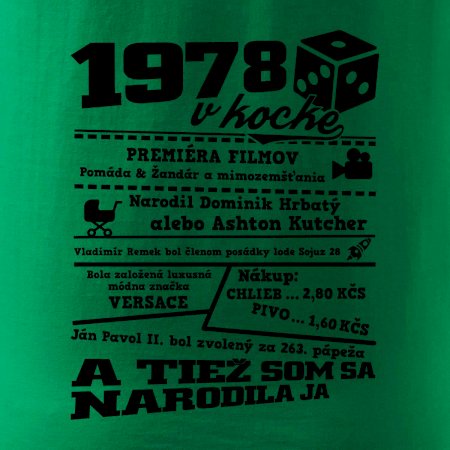 1978
v kocke
PREMIÉRA FILMOV
Pomáda & Žandár a mimozemšťania
Narodil Dominik Hrbatý
alebo Ashton Kutcher
Vladimír Remek bol členom posádky lode Sojuz 28
Bola založená luxusná
módna značka
VERSACE
Nákup:
CHLIEB ... 2,80 KČS
PIVO ... 1,60 KČS
Ján Pavol II. bol zvolený za 263. pápeža
A TIEŽ SOM SA
NARODILA JA